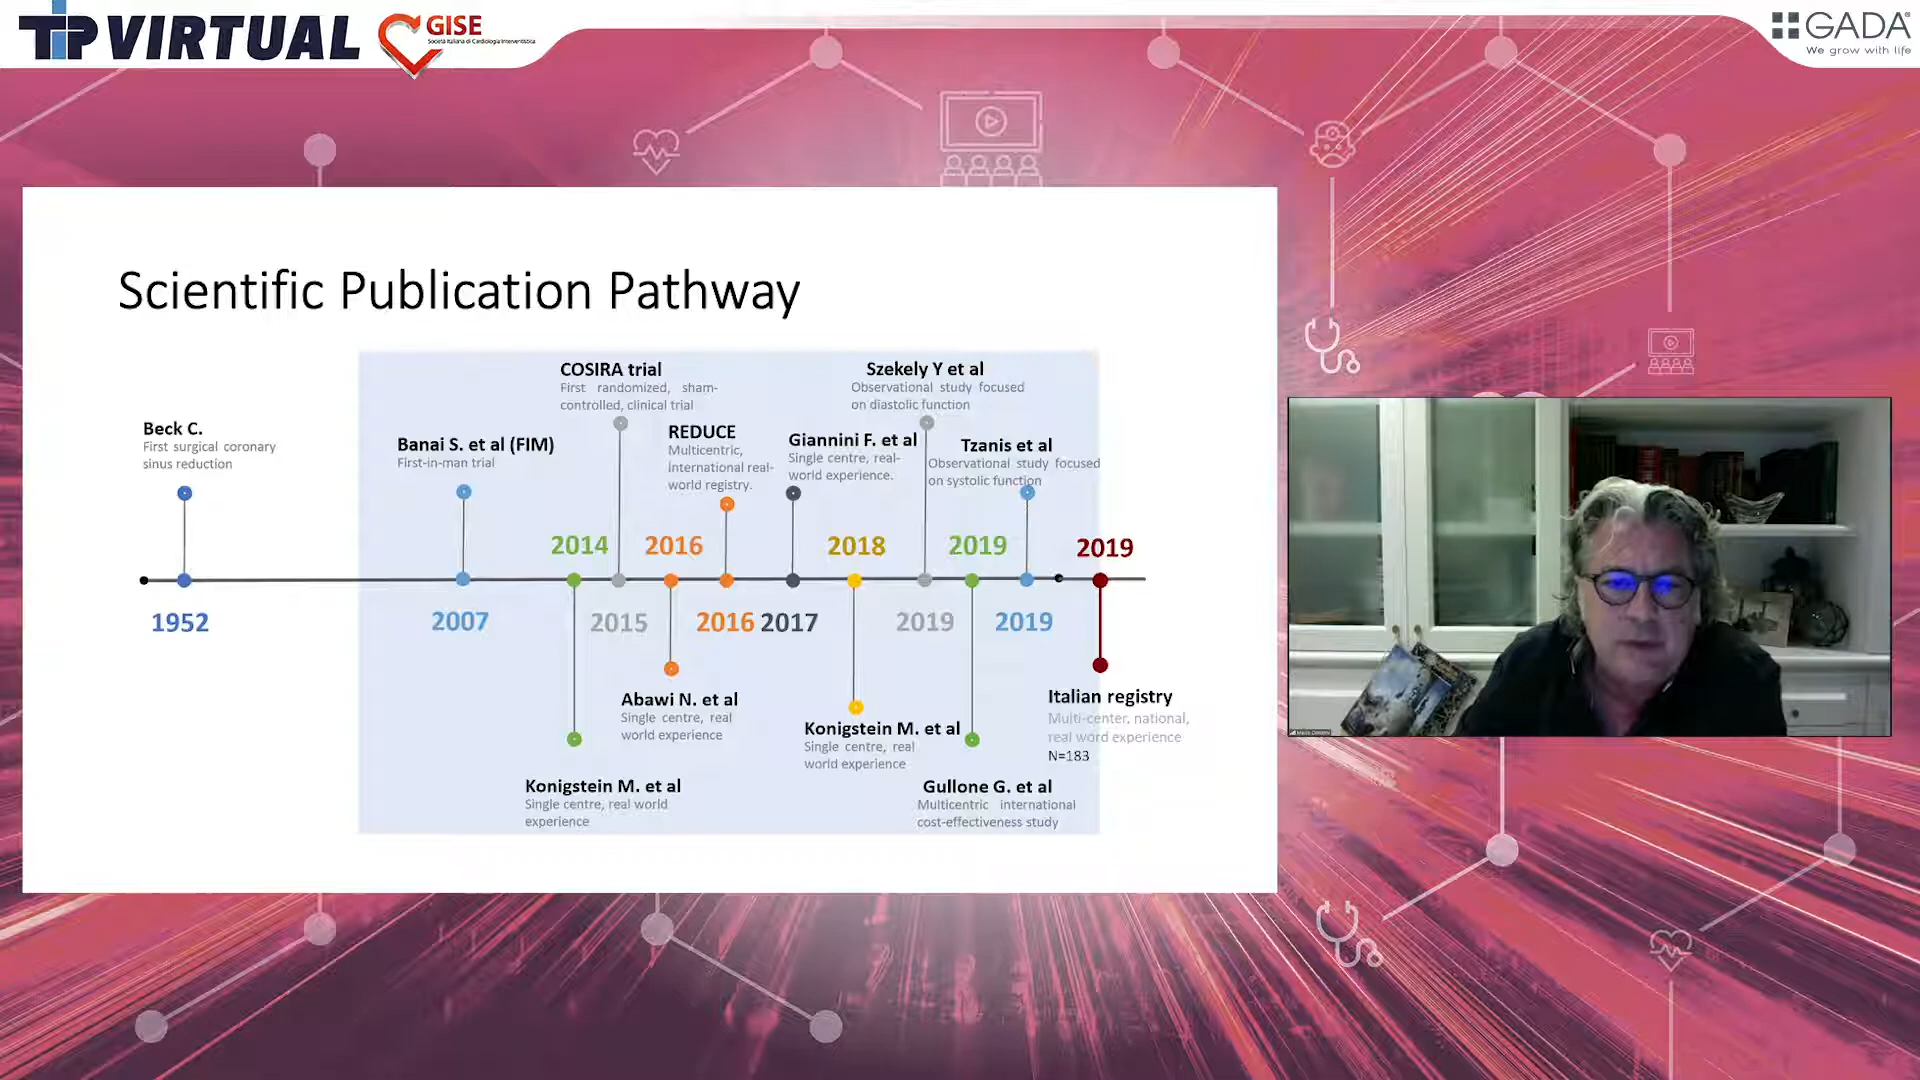 TIP VIRTUAL
GISE
Società Italiana di Cardiologia Interventistica
GADA
We grow with life
Scientific Publication Pathway
COSIRA trial
First randomized, sham-
controlled, clinical trial
Szekely Y et al
Observational study focused
on diastolic function
Beck C.
First surgical coronary
sinus reduction
Banai S. et al (FIM)
First-in-man trial
REDUCE
Multicentric,
international real-
world registry.
Giannini F. et al
Single centre, real-
world experience.
Tzanis et al
Observational study focused
on systolic function
2014
2016
2018
2019
2019
1952
2007
2015
2016
2017
2019
2019
Abawi N. et al
Single centre, real
world experience
Konigstein M. et al
Single centre, real
world experience
Italian registry
Multi-center, national,
real word experience
N=183
Konigstein M. et al
Single centre, real world
experience
Gullone G. et al
Multicentric international
cost-effectiveness study